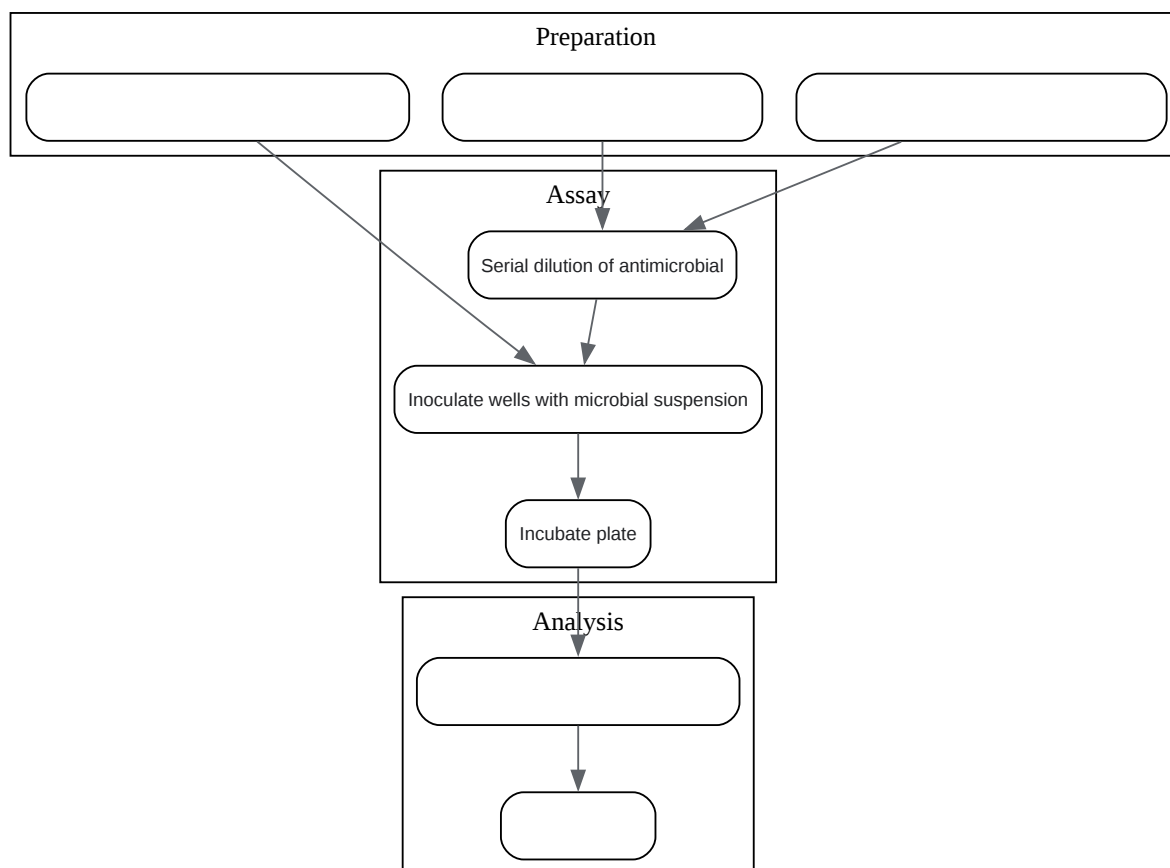 Preparation
Assay
Serial dilution of antimicrobial
Inoculate wells with microbial suspension
Incubate plate
Analysis